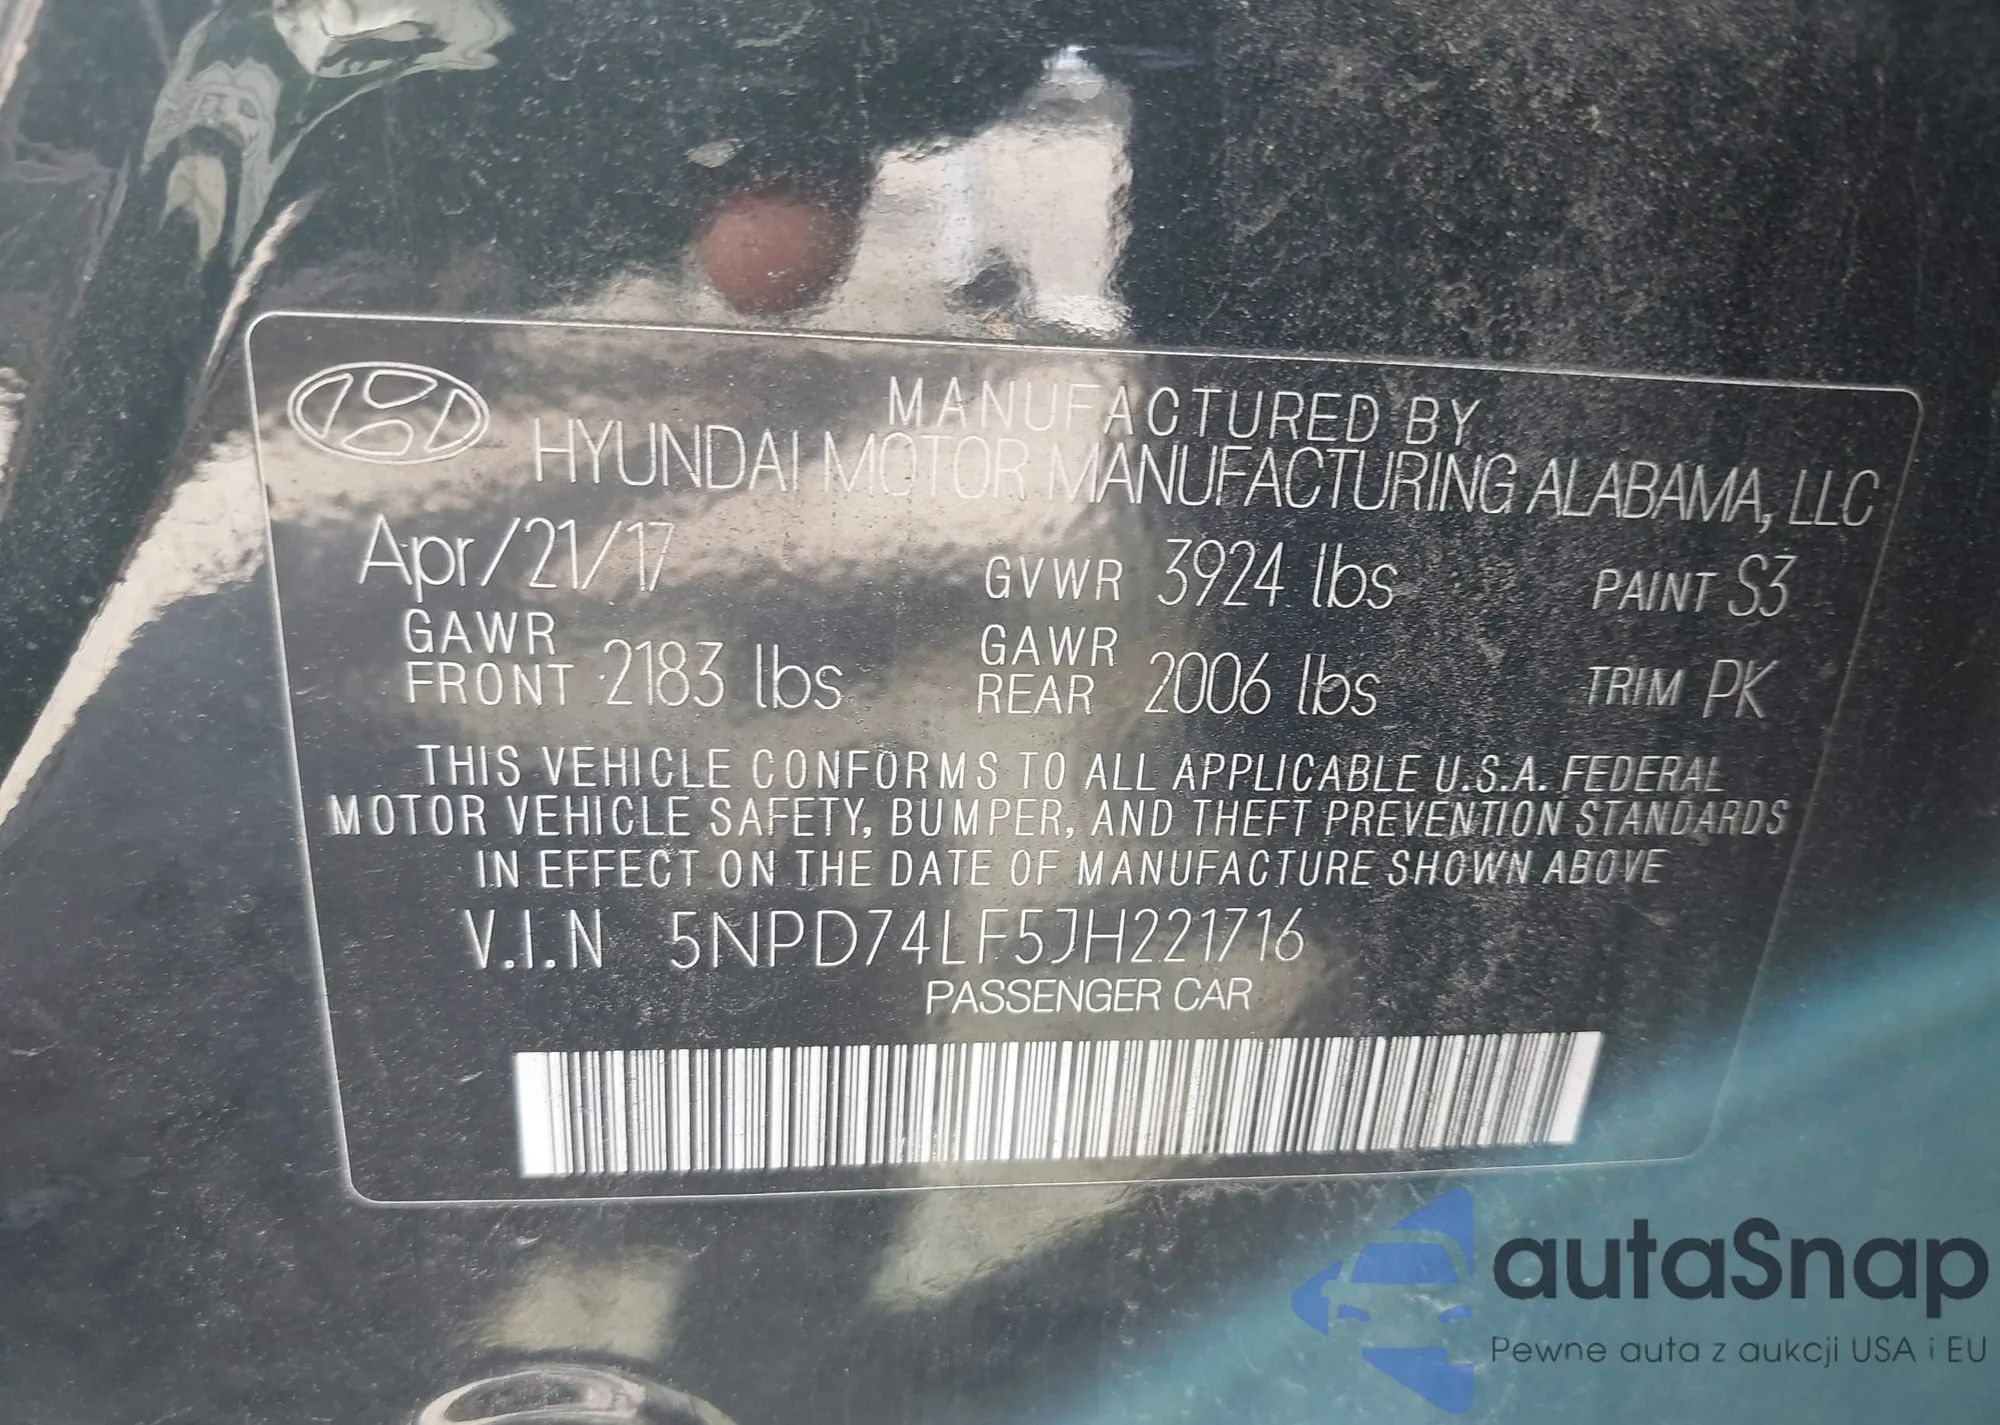 MANUFACTURED BY
HYUNDAI MOTOR MANUFACTURING ALABAMA, LLC
Apr/21/17 GVWR 3924 lbs PAINT S3
GAWR FRONT 2183 lbs GAWR REAR 2006 lbs TRIM PK
THIS VEHICLE CONFORMS TO ALL APPLICABLE U.S.A. FEDERAL
MOTOR VEHICLE SAFETY, BUMPER, AND THEFT PREVENTION STANDARDS
IN EFFECT ON THE DATE OF MANUFACTURE SHOWN ABOVE
V.I.N 5NPD74LF5JH221716
PASSENGER CAR
autaSnap
Pewne auta z aukcji USA i EU